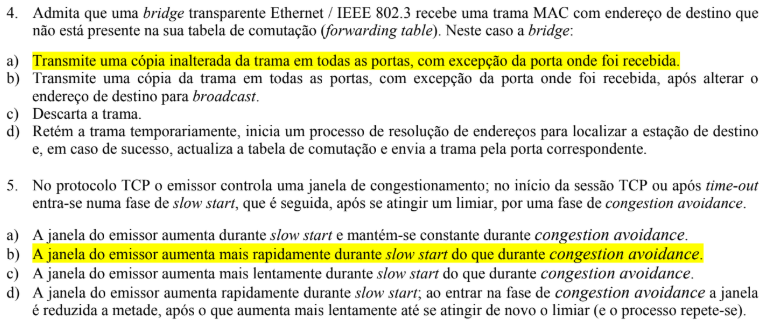 4. Admita que uma bridge transparente Ethernet / IEEE 802.3 recebe uma trama MAC com endereço de destino que
não está presente na sua tabela de comutação (forwarding table). Neste caso a bridge:
a) Transmite uma cópia inalterada da trama em todas as portas, com excepção da porta onde foi recebida.
b) Transmite uma cópia da trama em todas as portas, com excepção da porta onde foi recebida, após alterar o
endereço de destino para broadcast.
c) Descarta a trama.
d) Retém a trama temporariamente, inicia um processo de resolução de endereços para localizar a estação de destino
e, em caso de sucesso, actualiza a tabela de comutação e envia a trama pela porta correspondente.
5. No protocolo TCP o emissor controla uma janela de congestionamento; no início da sessão TCP ou após time-out
entra-se numa fase de slow start, que é seguida, após se atingir um limiar, por uma fase de congestion avoidance.
a) A janela do emissor aumenta durante slow start e mantém-se constante durante congestion avoidance.
b) A janela do emissor aumenta mais rapidamente durante slow start do que durante congestion avoidance.
c) A janela do emissor aumenta mais lentamente durante slow start do que durante congestion avoidance.
d) A janela do emissor aumenta rapidamente durante slow start; ao entrar na fase de congestion avoidance a janela
é reduzida a metade, após o que aumenta mais lentamente até se atingir de novo o limiar (e o processo repete-se).